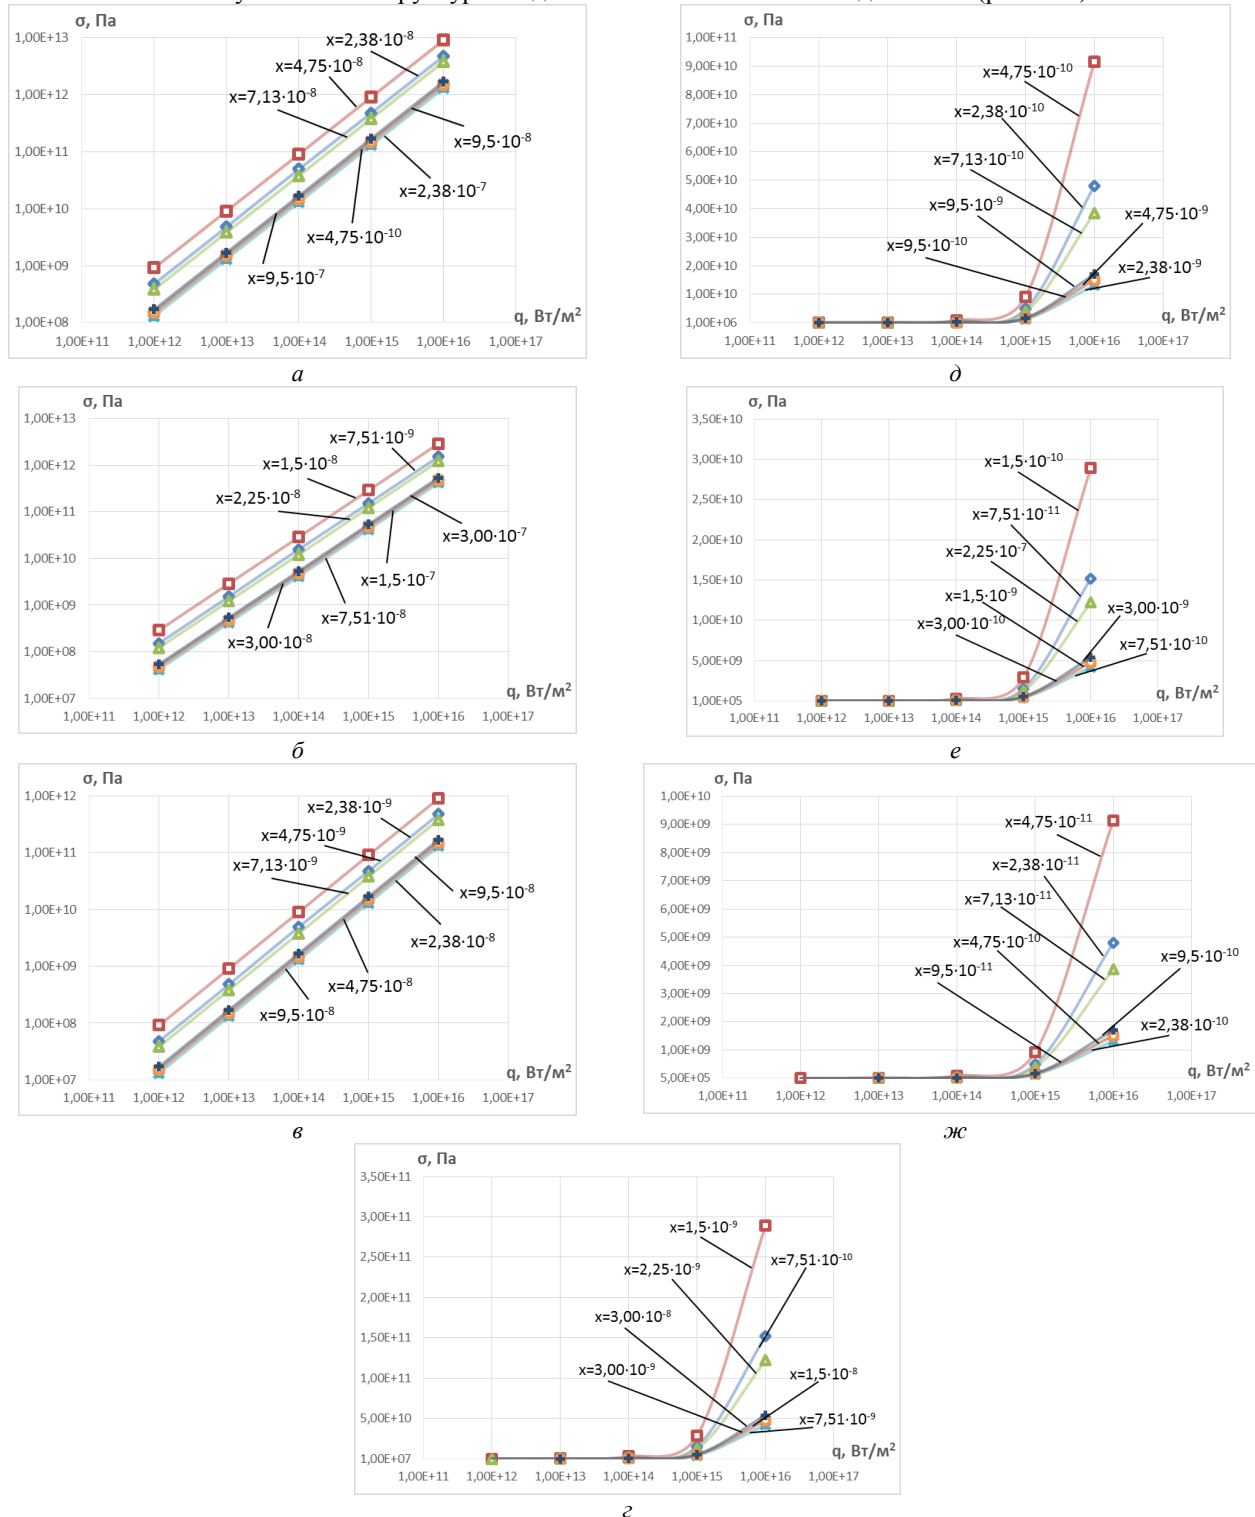 σ, Па
1,00E+13
1,00E+12
1,00E+11
1,00E+10
1,00E+09
1,00E+08
x=2,38·10⁻⁸
x=4,75·10⁻⁸
x=7,13·10⁻⁸
x=9,5·10⁻⁸
x=2,38·10⁻⁷
x=4,75·10⁻¹⁰
x=9,5·10⁻⁷
q, Вт/м²
1,00E+11 1,00E+12 1,00E+13 1,00E+14 1,00E+15 1,00E+16 1,00E+17
а
σ, Па
1,00E+11
9,00E+10
8,00E+10
7,00E+10
6,00E+10
5,00E+10
4,00E+10
3,00E+10
2,00E+10
1,00E+10
1,00E+06
x=4,75·10⁻¹⁰
x=2,38·10⁻¹⁰
x=7,13·10⁻¹⁰
x=9,5·10⁻⁹
x=4,75·10⁻⁹
x=9,5·10⁻¹⁰
x=2,38·10⁻⁹
q, Вт/м²
1,00E+11 1,00E+12 1,00E+13 1,00E+14 1,00E+15 1,00E+16 1,00E+17
д
σ, Па
1,00E+13
1,00E+12
1,00E+11
1,00E+10
1,00E+09
1,00E+08
1,00E+07
x=7,51·10⁻⁹
x=1,5·10⁻⁸
x=2,25·10⁻⁸
x=3,00·10⁻⁷
x=1,5·10⁻⁷
x=7,51·10⁻⁸
x=3,00·10⁻⁸
q, Вт/м²
1,00E+11 1,00E+12 1,00E+13 1,00E+14 1,00E+15 1,00E+16 1,00E+17
б
σ, Па
3,50E+10
3,00E+10
2,50E+10
2,00E+10
1,50E+10
1,00E+10
5,00E+09
1,00E+05
x=1,5·10⁻¹⁰
x=7,51·10⁻¹¹
x=2,25·10⁻⁷
x=1,5·10⁻⁹
x=3,00·10⁻⁹
x=3,00·10⁻¹⁰
x=7,51·10⁻¹⁰
q, Вт/м²
1,00E+11 1,00E+12 1,00E+13 1,00E+14 1,00E+15 1,00E+16 1,00E+17
е
σ, Па
1,00E+12
1,00E+11
1,00E+10
1,00E+09
1,00E+08
1,00E+07
x=2,38·10⁻⁹
x=4,75·10⁻⁹
x=7,13·10⁻⁹
x=9,5·10⁻⁸
x=2,38·10⁻⁸
x=4,75·10⁻⁸
x=9,5·10⁻⁸
q, Вт/м²
1,00E+11 1,00E+12 1,00E+13 1,00E+14 1,00E+15 1,00E+16 1,00E+17
в
σ, Па
1,00E+10
9,00E+09
8,00E+09
7,00E+09
6,00E+09
5,00E+09
4,00E+09
3,00E+09
2,00E+09
1,00E+09
5,00E+05
x=4,75·10⁻¹¹
x=2,38·10⁻¹¹
x=7,13·10⁻¹¹
x=4,75·10⁻¹⁰
x=9,5·10⁻¹⁰
x=9,5·10⁻¹¹
x=2,38·10⁻¹⁰
q, Вт/м²
1,00E+11 1,00E+12 1,00E+13 1,00E+14 1,00E+15 1,00E+16 1,00E+17
ж
σ, Па
3,50E+11
3,00E+11
2,50E+11
2,00E+11
1,50E+11
1,00E+11
5,00E+10
1,00E+07
x=1,5·10⁻⁹
x=7,51·10⁻¹⁰
x=2,25·10⁻⁹
x=3,00·10⁻⁸
x=3,00·10⁻⁹
x=1,5·10⁻⁸
x=7,51·10⁻⁹
q, Вт/м²
1,00E+11 1,00E+12 1,00E+13 1,00E+14 1,00E+15 1,00E+16 1,00E+17
г